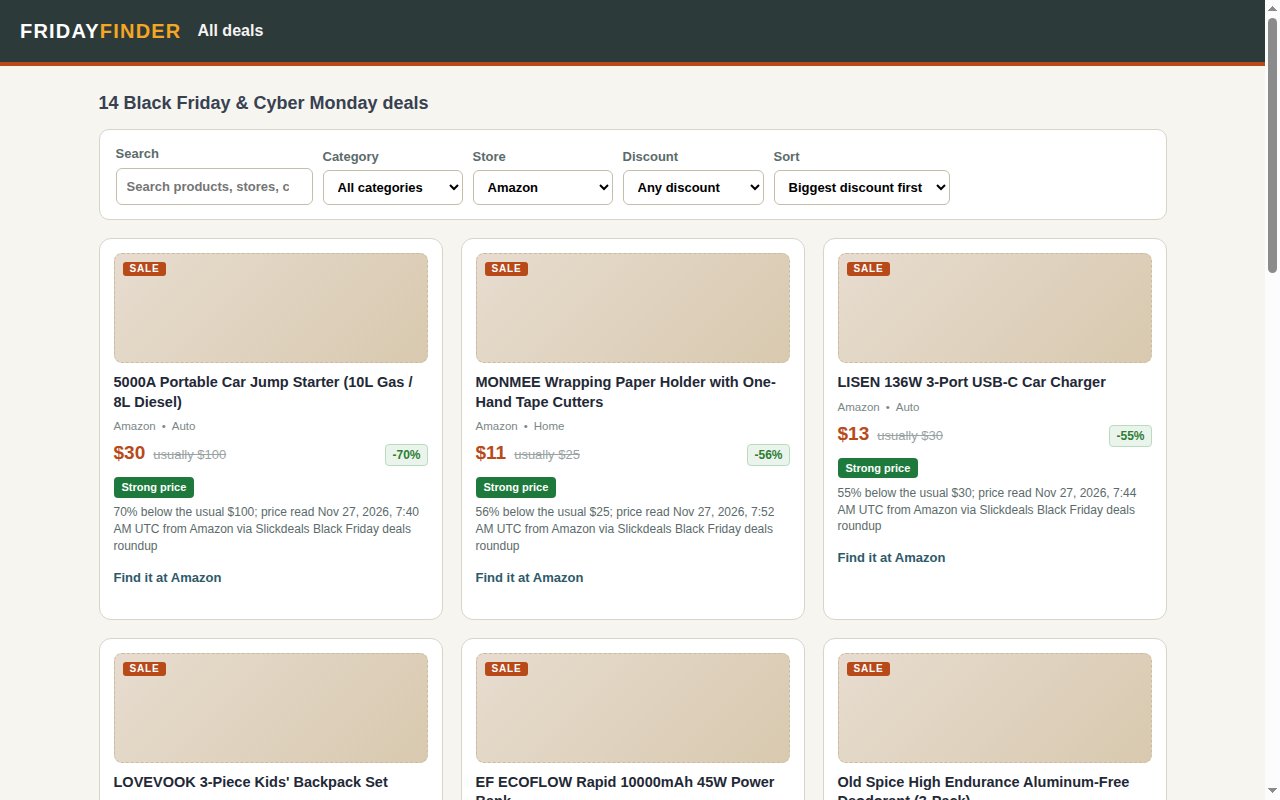 FRIDAYFINDER All deals
14 Black Friday & Cyber Monday deals
Search Category Store Discount Sort
Search products, stores, c All categories Amazon Any discount Biggest discount first
SALE
5000A Portable Car Jump Starter (10L Gas /
8L Diesel)
Amazon • Auto
$30 usually $100 -70%
Strong price
70% below the usual $100; price read Nov 27, 2026, 7:40
AM UTC from Amazon via Slickdeals Black Friday deals
roundup
Find it at Amazon
SALE
MONMEE Wrapping Paper Holder with One-
Hand Tape Cutters
Amazon • Home
$11 usually $25 -56%
Strong price
56% below the usual $25; price read Nov 27, 2026, 7:52
AM UTC from Amazon via Slickdeals Black Friday deals
roundup
Find it at Amazon
SALE
LISEN 136W 3-Port USB-C Car Charger
Amazon • Auto
$13 usually $30 -55%
Strong price
55% below the usual $30; price read Nov 27, 2026, 7:44
AM UTC from Amazon via Slickdeals Black Friday deals
roundup
Find it at Amazon
SALE
LOVEVOOK 3-Piece Kids' Backpack Set
SALE
EF ECOFLOW Rapid 10000mAh 45W Power
Bank
SALE
Old Spice High Endurance Aluminum-Free
Deodorant (3-Pack)